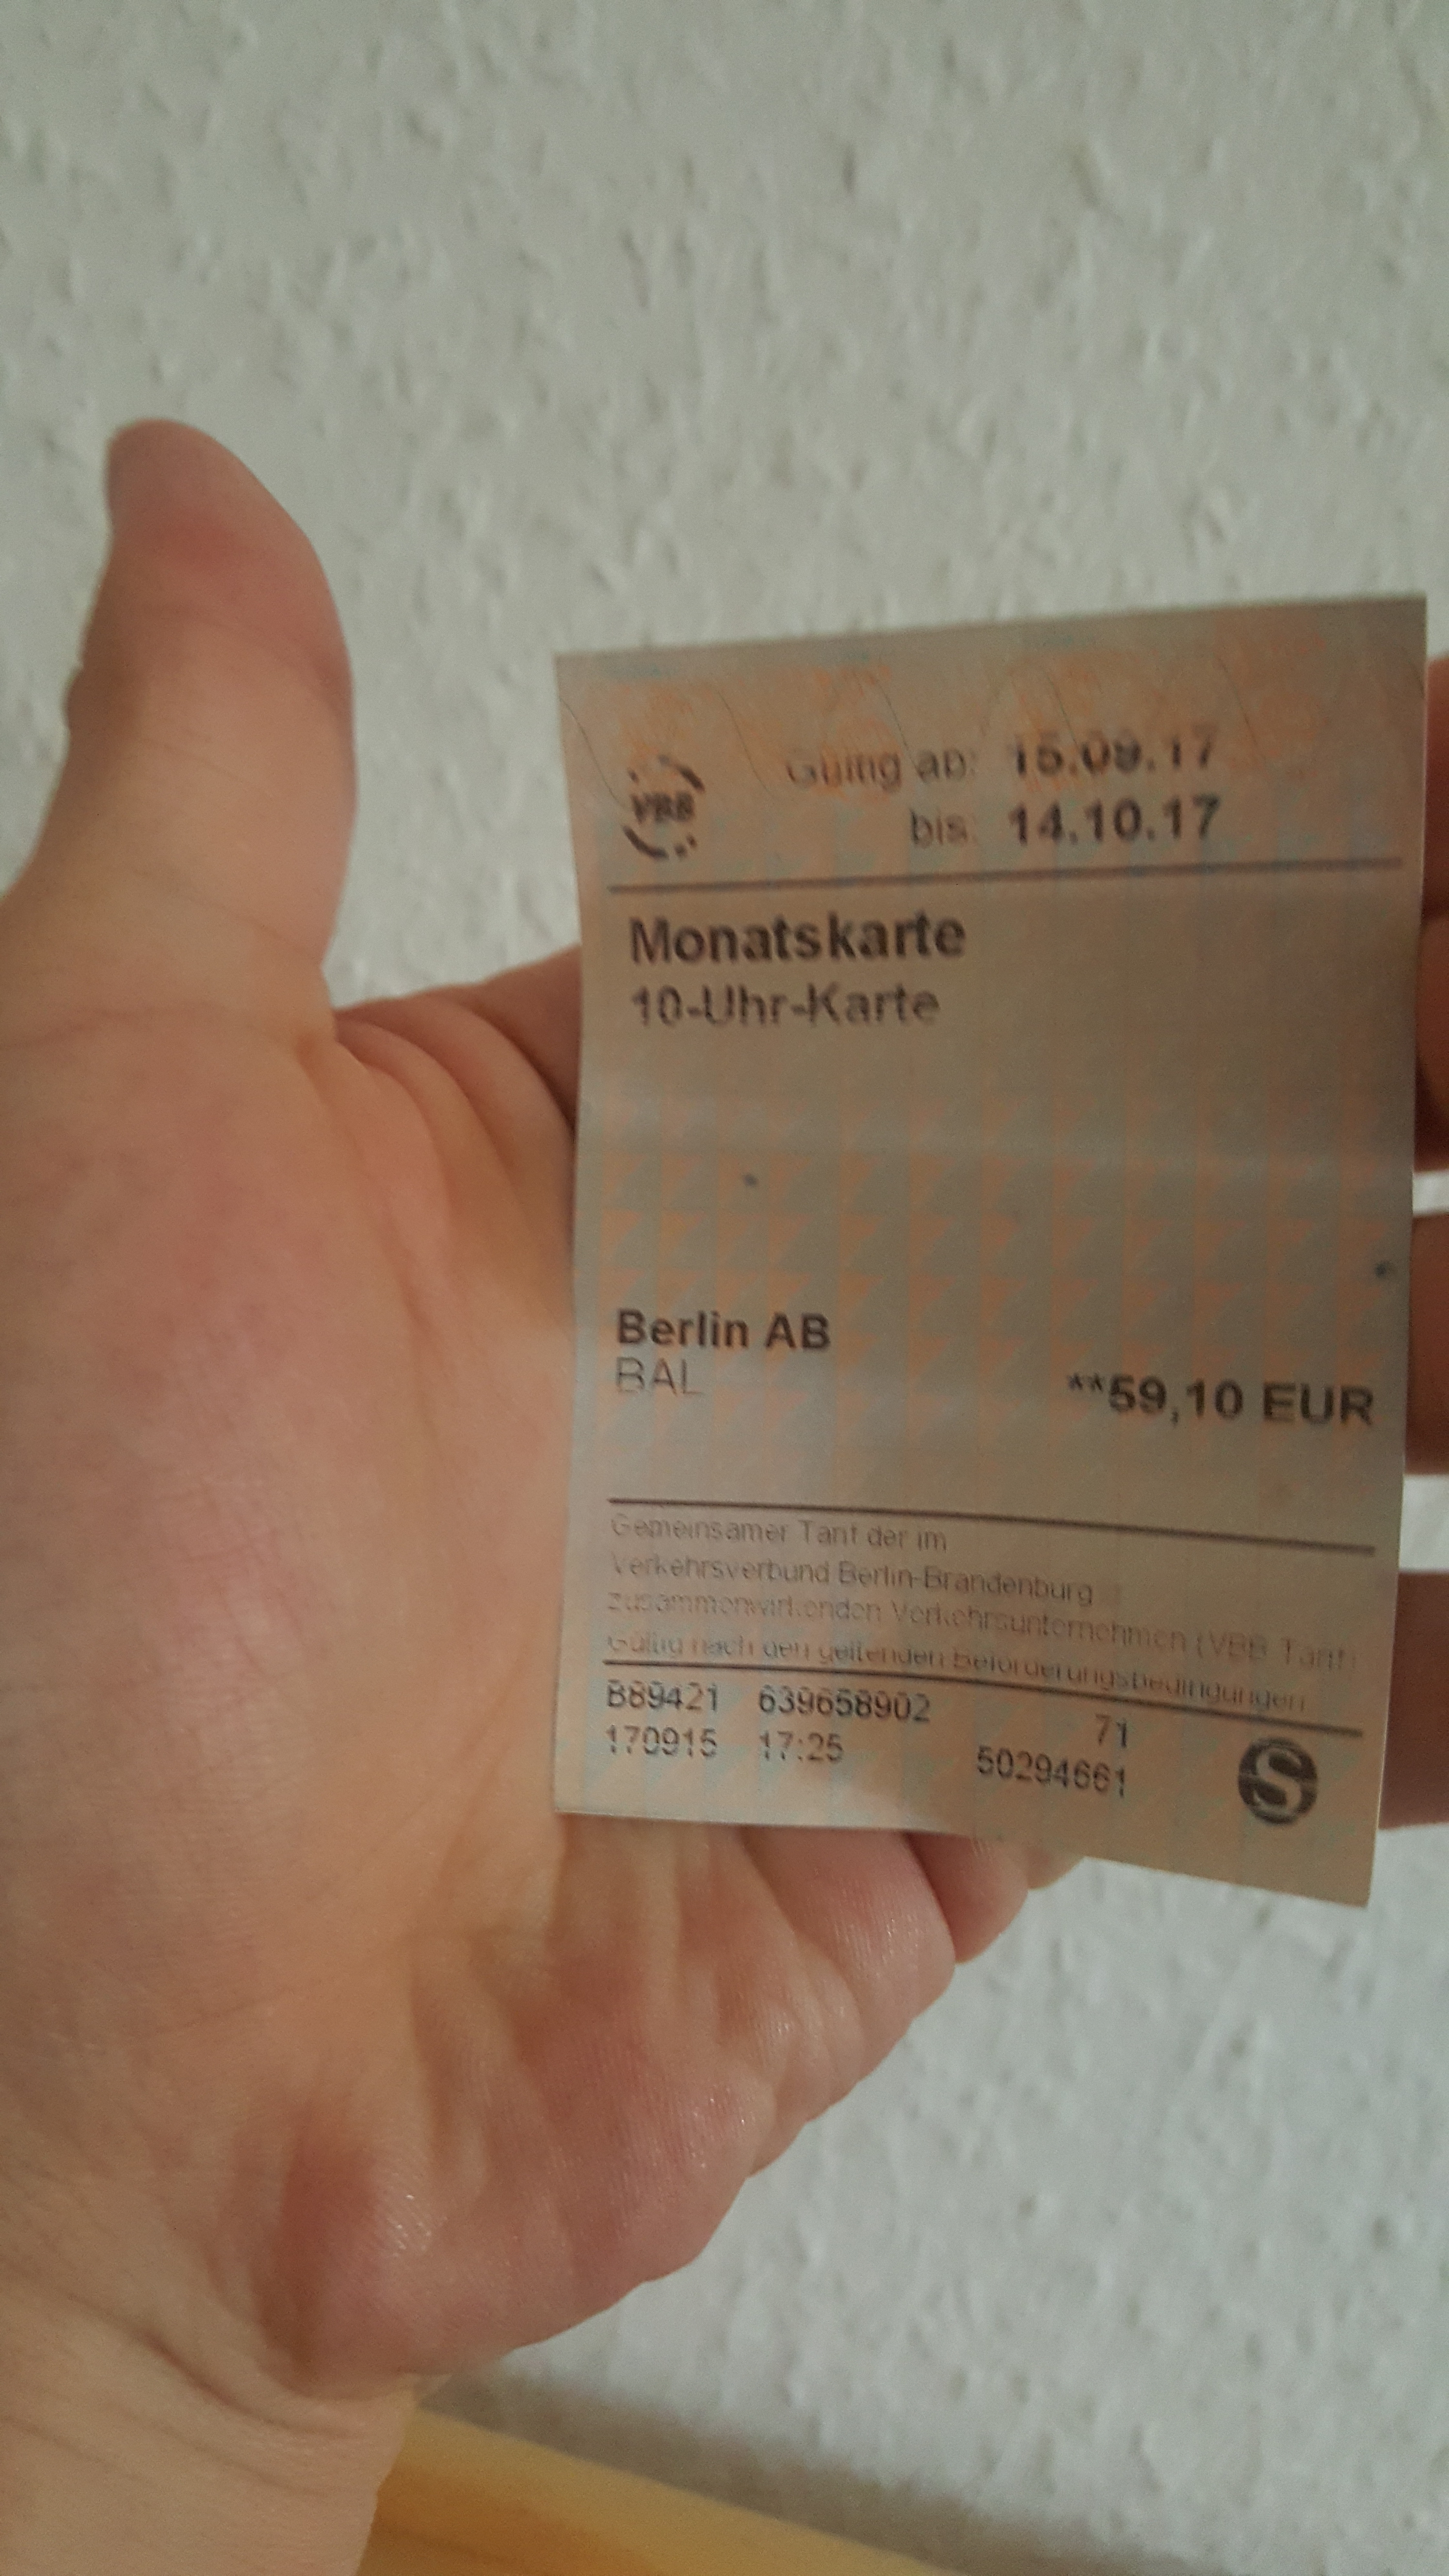 VBB
Gültig ab: 15.09.17
bis: 14.10.17
Monatskarte
10-Uhr-Karte
Berlin AB
BAL
**59,10 EUR
Gemeinsamer Tarif der im
Verkehrsverbund Berlin-Brandenburg
zusammenwirkenden Verkehrsunternehmen (VBB Tarif)
Gültig nach den geltenden Beförderungsbedingungen
B89421 639658902 71
170915 17:25 50294661
S